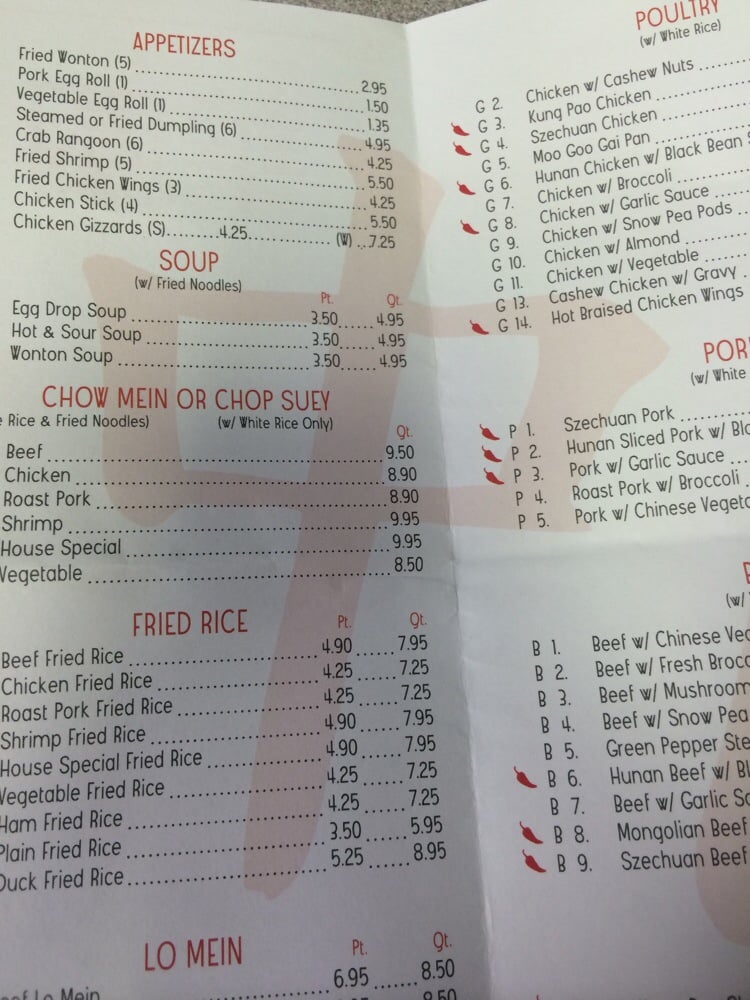 APPETIZERS
Fried Wonton (5) 2.95
Pork Egg Roll (1) 1.50
Vegetable Egg Roll (1) 1.35
Steamed or Fried Dumpling (6) 4.95
Crab Rangoon (6) 4.25
Fried Shrimp (5) 5.50
Fried Chicken Wings (3) 4.25
Chicken Stick (4) 5.50
Chicken Gizzards (S) 4.25 (W) 7.25
SOUP
(w/ Fried Noodles)
Pt. Qt.
Egg Drop Soup 3.50 4.95
Hot & Sour Soup 3.50 4.95
Wonton Soup 3.50 4.95
CHOW MEIN OR CHOP SUEY
Rice & Fried Noodles) (w/ White Rice Only)
Qt.
Beef 9.50
Chicken 8.90
Roast Pork 8.90
Shrimp 9.95
House Special 9.95
Vegetable 8.50
FRIED RICE
Pt. Qt.
Beef Fried Rice 4.90 7.95
Chicken Fried Rice 4.25 7.25
Roast Pork Fried Rice 4.25 7.25
Shrimp Fried Rice 4.90 7.95
House Special Fried Rice 4.90 7.95
Vegetable Fried Rice 4.25 7.25
Ham Fried Rice 4.25 7.25
Plain Fried Rice 3.50 5.95
Duck Fried Rice 5.25 8.95
LO MEIN
Pt. Qt.
Lo Mein 6.95 8.50
POULTRY
(w/ White Rice)
G 2. Chicken w/ Cashew Nuts
G 3. Kung Pao Chicken
G 4. Szechuan Chicken
G 5. Moo Goo Gai Pan
G 6. Hunan Chicken w/ Black Bean
G 7. Chicken w/ Broccoli
G 8. Chicken w/ Garlic Sauce
G 9. Chicken w/ Snow Pea Pods
G 10. Chicken w/ Almond
G 11. Chicken w/ Vegetable
G 13. Cashew Chicken w/ Gravy
G 14. Hot Braised Chicken Wings
POR
(w/ White
P 1. Szechuan Pork
P 2. Hunan Sliced Pork w/ Bla
P 3. Pork w/ Garlic Sauce
P 4. Roast Pork w/ Broccoli
P 5. Pork w/ Chinese Vegeta
(w/
B 1. Beef w/ Chinese Veg
B 2. Beef w/ Fresh Brocc
B 3. Beef w/ Mushroom
B 4. Beef w/ Snow Pea
B 5. Green Pepper Ste
B 6. Hunan Beef w/ Bl
B 7. Beef w/ Garlic Sa
B 8. Mongolian Beef
B 9. Szechuan Beef